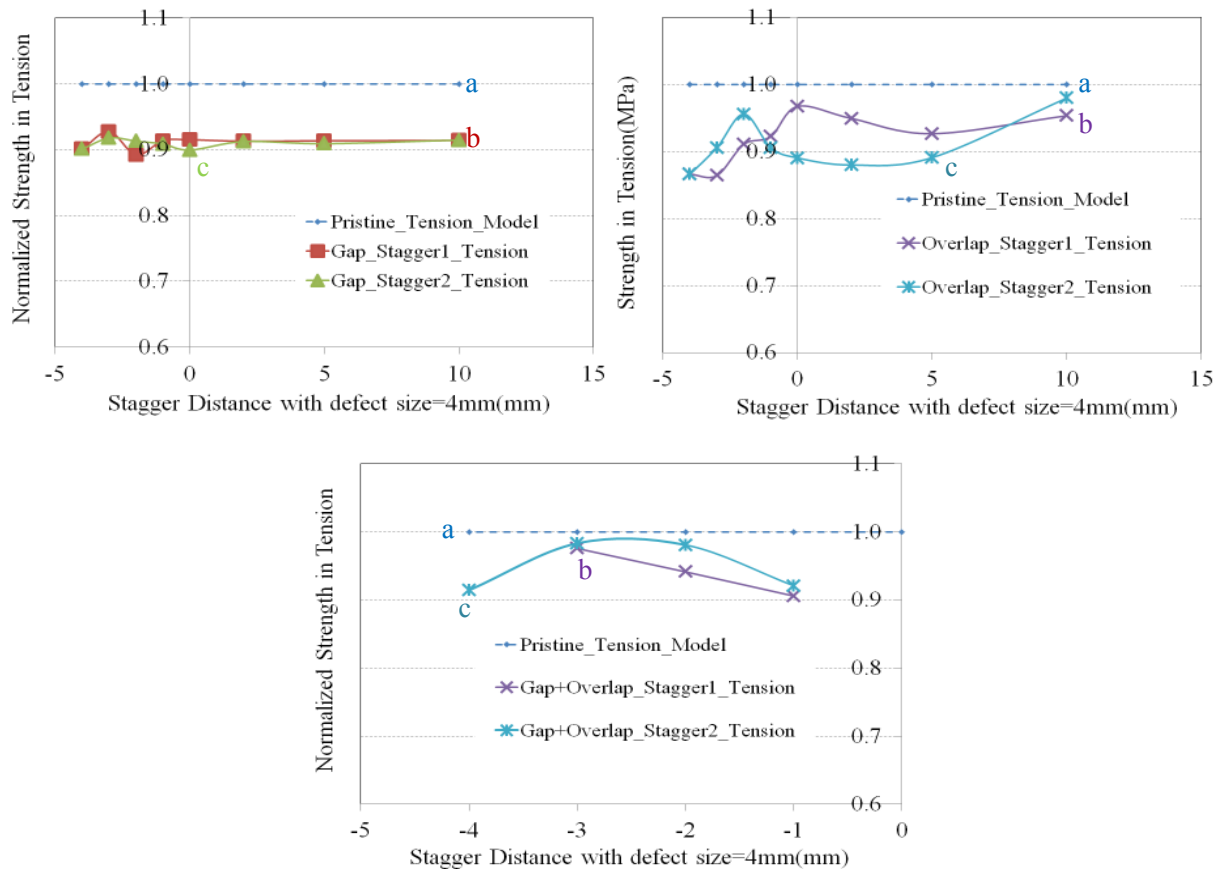 Normalized Strength in Tension
1.1
1.0
0.9
0.8
0.7
0.6
a
b
c
Pristine_Tension_Model
Gap_Stagger1_Tension
Gap_Stagger2_Tension
-5
0
5
10
15
Stagger Distance with defect size=4mm(mm)
Strength in Tension(MPa)
1.1
1.0
0.9
0.8
0.7
0.6
a
b
c
Pristine_Tension_Model
Overlap_Stagger1_Tension
Overlap_Stagger2_Tension
-5
0
5
10
15
Stagger Distance with defect size=4mm(mm)
Normalized Strength in Tension
1.1
1.0
0.9
0.8
0.7
0.6
a
b
c
Pristine_Tension_Model
Gap+Overlap_Stagger1_Tension
Gap+Overlap_Stagger2_Tension
-5
-4
-3
-2
-1
0
Stagger Distance with defect size=4mm(mm)